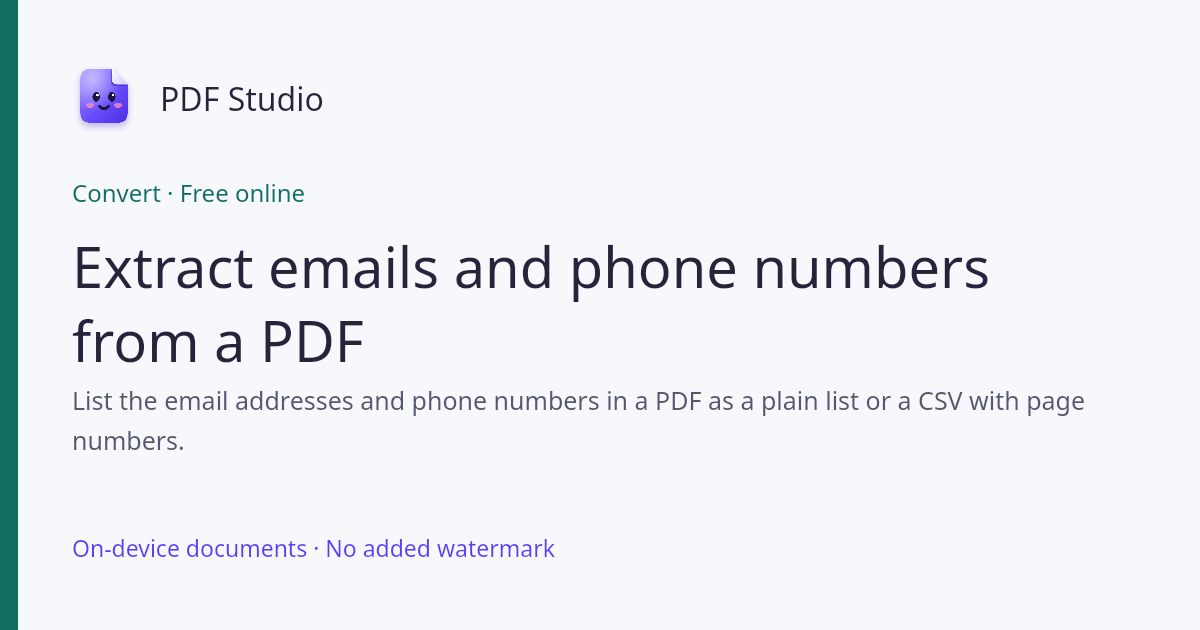 PDF Studio
Convert · Free online
Extract emails and phone numbers
from a PDF
List the email addresses and phone numbers in a PDF as a plain list or a CSV with page
numbers.
On-device documents · No added watermark